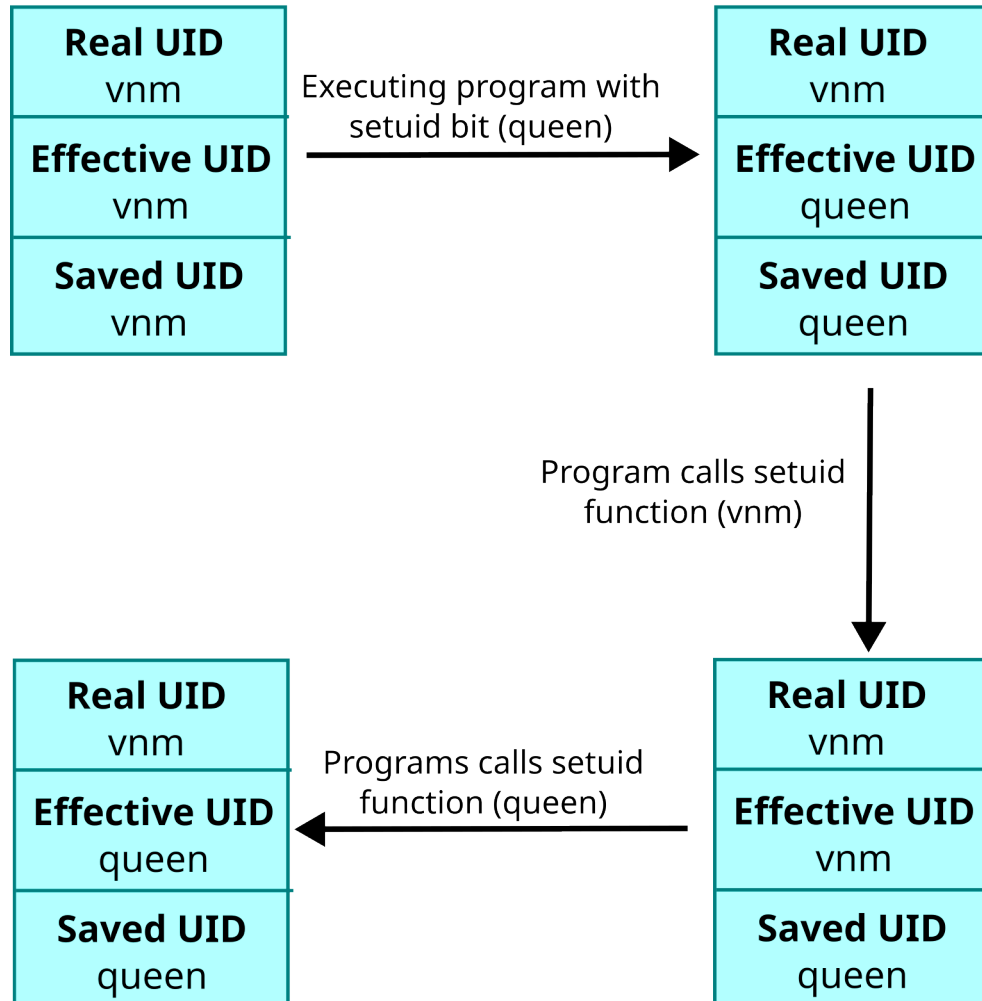 Real UID
vnm
Effective UID
vnm
Saved UID
vnm
Executing program with
setuid bit (queen)
Real UID
vnm
Effective UID
queen
Saved UID
queen
Program calls setuid
function (vnm)
Real UID
vnm
Effective UID
vnm
Saved UID
queen
Programs calls setuid
function (queen)
Real UID
vnm
Effective UID
queen
Saved UID
queen